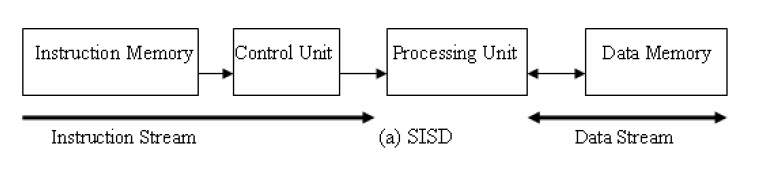 Instruction Memory
Control Unit
Processing Unit
Data Memory
Instruction Stream
(a) SISD
Data Stream